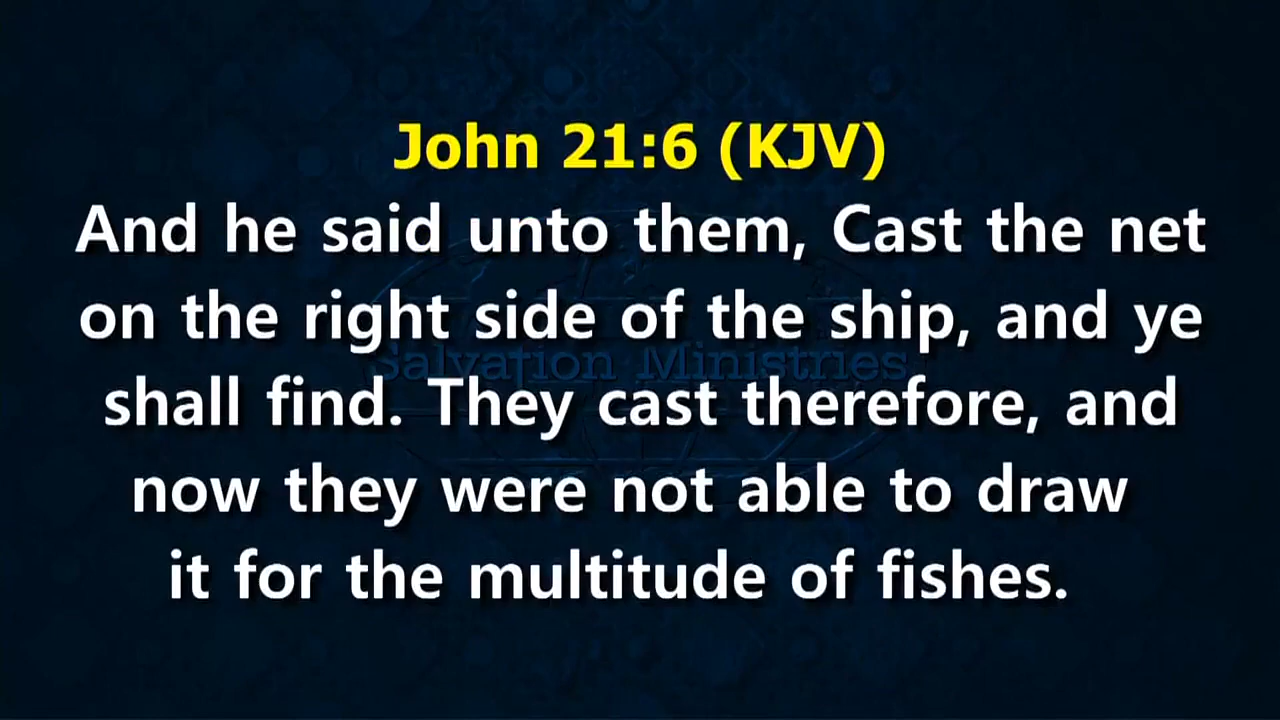 John 21:6 (KJV)
And he said unto them, Cast the net
on the right side of the ship, and ye
Salvation Ministries
shall find. They cast therefore, and
now they were not able to draw
it for the multitude of fishes.